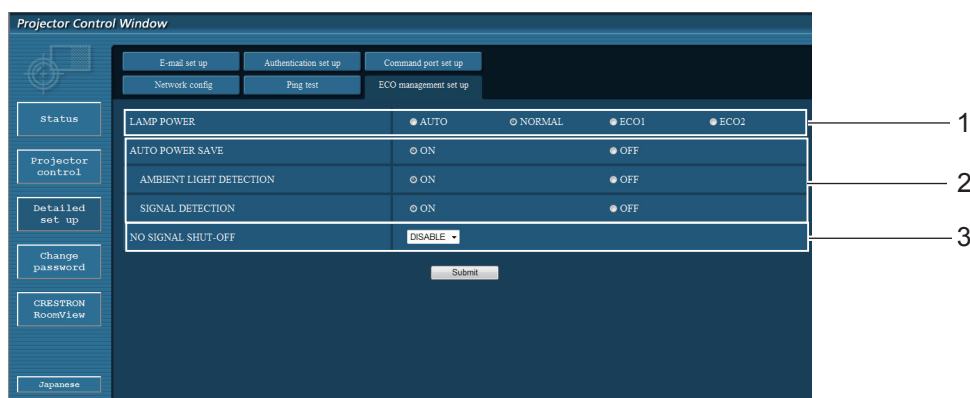 Projector Control Window
E-mail set up Authentication set up Command port set up
Network config Ping test ECO management set up
Status
Projector
control
Detailed
set up
Change
password
CRESTRON
RoomView
Japanese
LAMP POWER AUTO NORMAL ECO1 ECO2 1
AUTO POWER SAVE ON OFF
AMBIENT LIGHT DETECTION ON OFF 2
SIGNAL DETECTION ON OFF
NO SIGNAL SHUT-OFF DISABLE 3
Submit